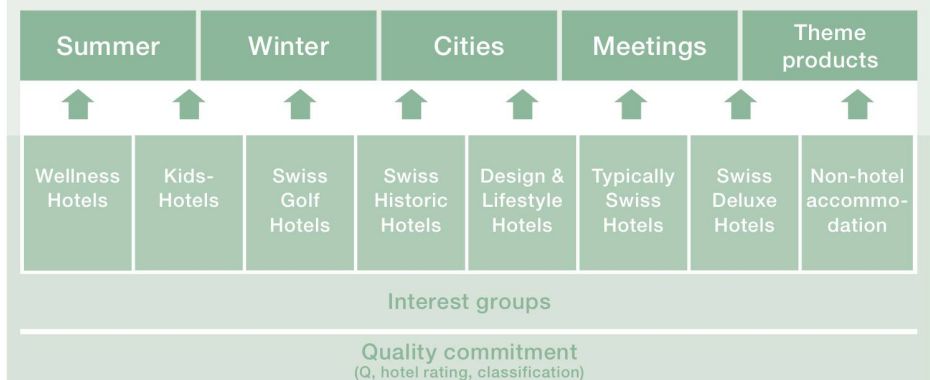 Summer
Winter
Cities
Meetings
Theme
products
Wellness
Hotels
Kids-
Hotels
Swiss
Golf
Hotels
Swiss
Historic
Hotels
Design &
Lifestyle
Hotels
Typically
Swiss
Hotels
Swiss
Deluxe
Hotels
Non-hotel
accommo-
dation
Interest groups
Quality commitment
(Q, hotel rating, classification)